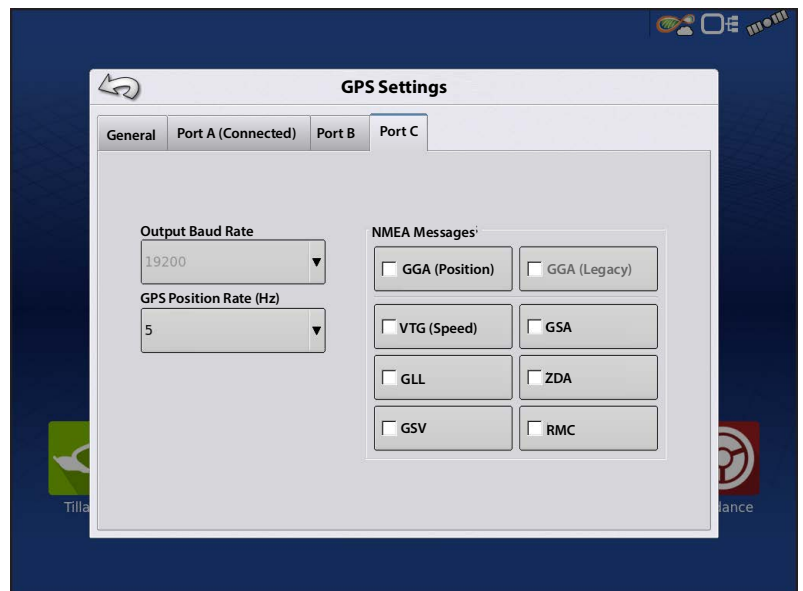 GPS Settings
General
Port A (Connected)
Port B
Port C
Output Baud Rate
19200
GPS Position Rate (Hz)
5
NMEA Messages
GGA (Position)
GGA (Legacy)
VTG (Speed)
GSA
GLL
ZDA
GSV
RMC
Tilla
dance